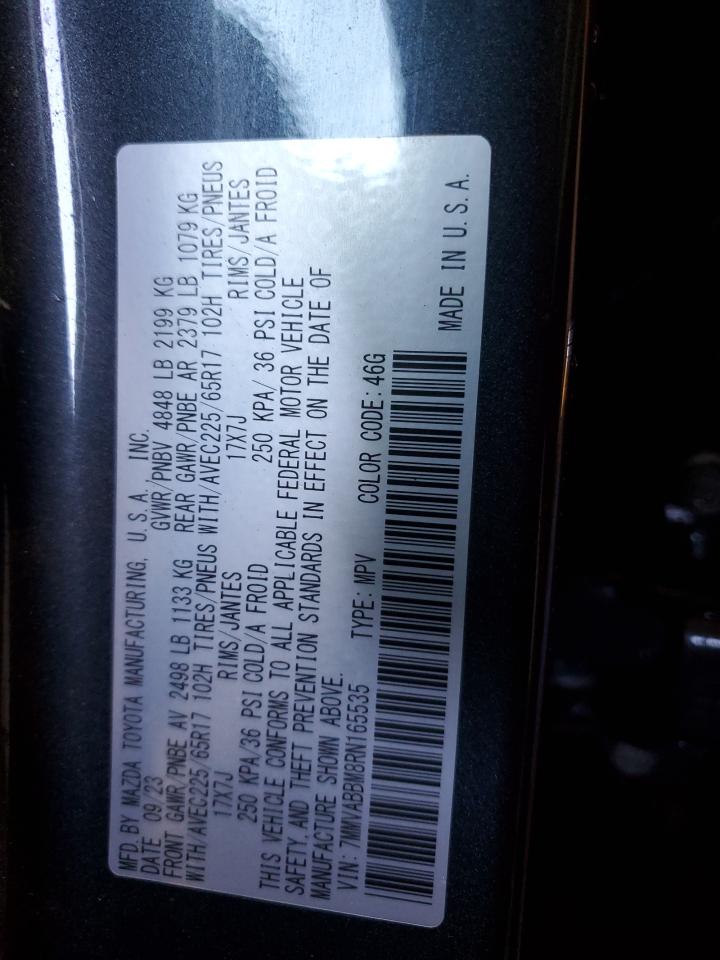 MFD. BY MAZDA TOYOTA MANUFACTURING, U.S.A. INC.
DATE 09/23 GVWR/PNBV 4848 LB 2199 KG
FRONT GAWR/PNBE AV 2498 LB 1133 KG REAR GAWR/PNBE AR 2379 LB 1079 KG
WITH/AVEC225/65R17 102H TIRES/PNEUS WITH/AVEC225/65R17 102H TIRES/PNEUS
17X7J RIMS/JANTES 17X7J RIMS/JANTES
250 KPA/36 PSI COLD/A FROID 250 KPA/ 36 PSI COLD/A FROID
THIS VEHICLE CONFORMS TO ALL APPLICABLE FEDERAL MOTOR VEHICLE
SAFETY,AND THEFT PREVENTION STANDARDS IN EFFECT ON THE DATE OF
MANUFACTURE SHOWN ABOVE.
VIN: 7MMVABBM8RN165535 TYPE: MPV COLOR CODE: 46G
MADE IN U.S.A.